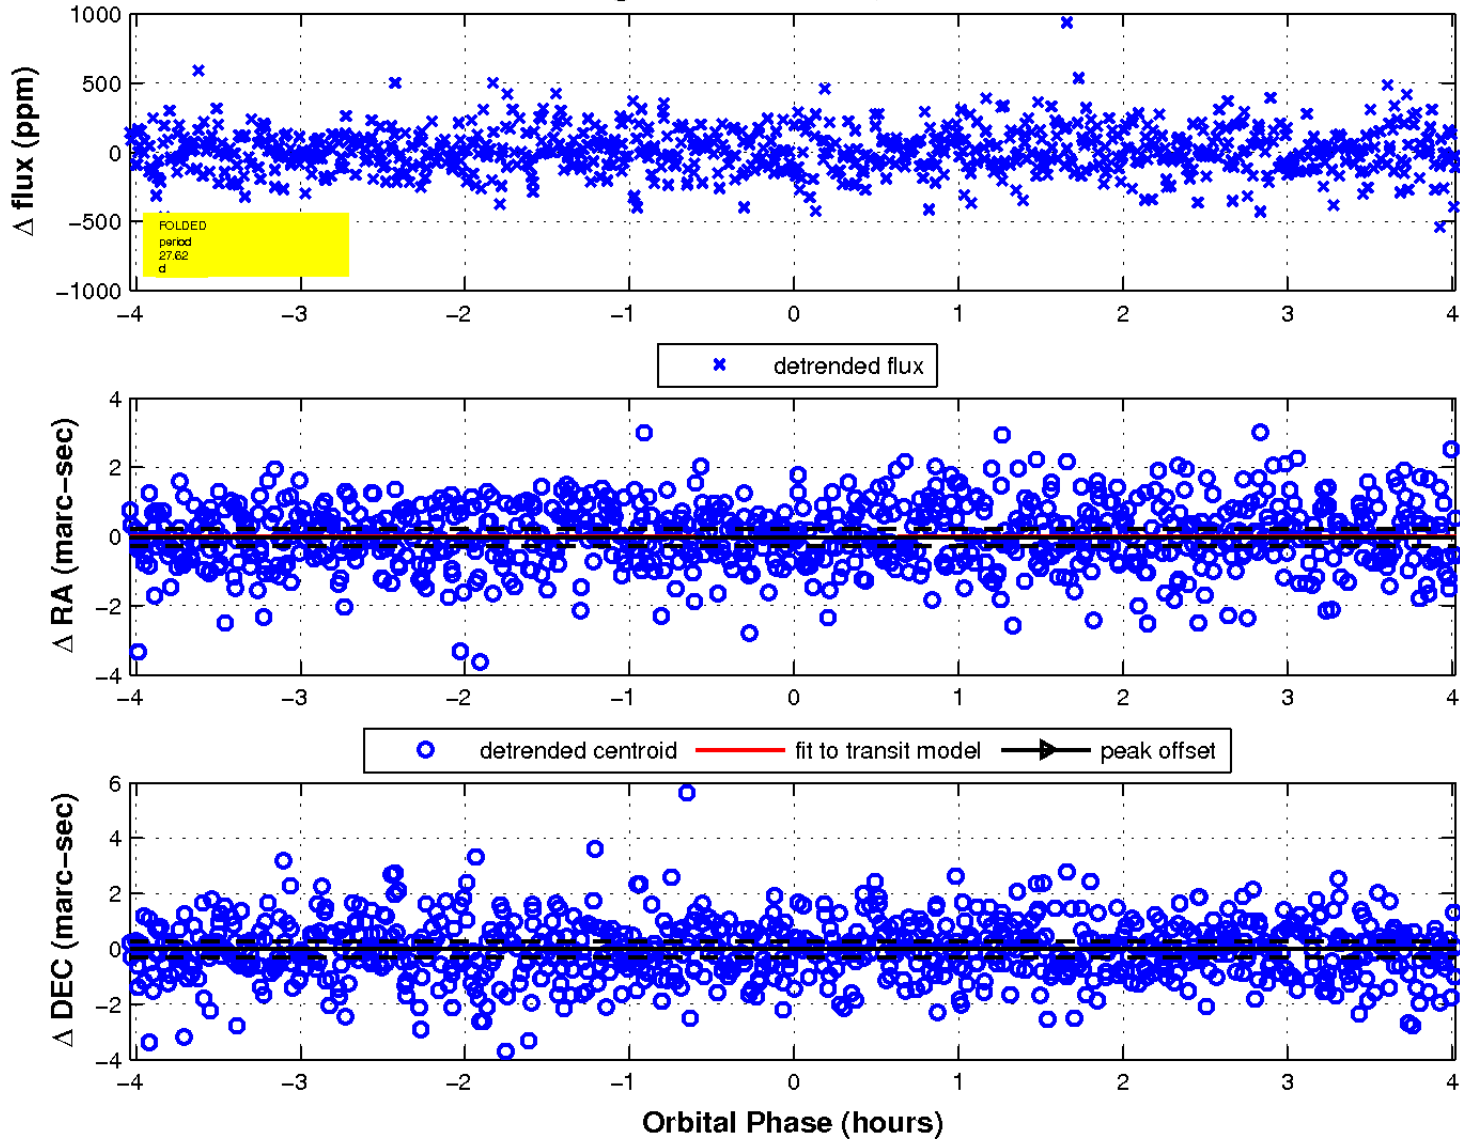 1000
500
0
−500
−1000
Δ flux (ppm)
FOLDED
period
27.62
d
−4 −3 −2 −1 0 1 2 3 4
detrended flux
4
2
0
−2
−4
Δ RA (marc−sec)
−4 −3 −2 −1 0 1 2 3 4
detrended centroid fit to transit model peak offset
6
4
2
0
−2
−4
Δ DEC (marc−sec)
−4 −3 −2 −1 0 1 2 3 4
Orbital Phase (hours)